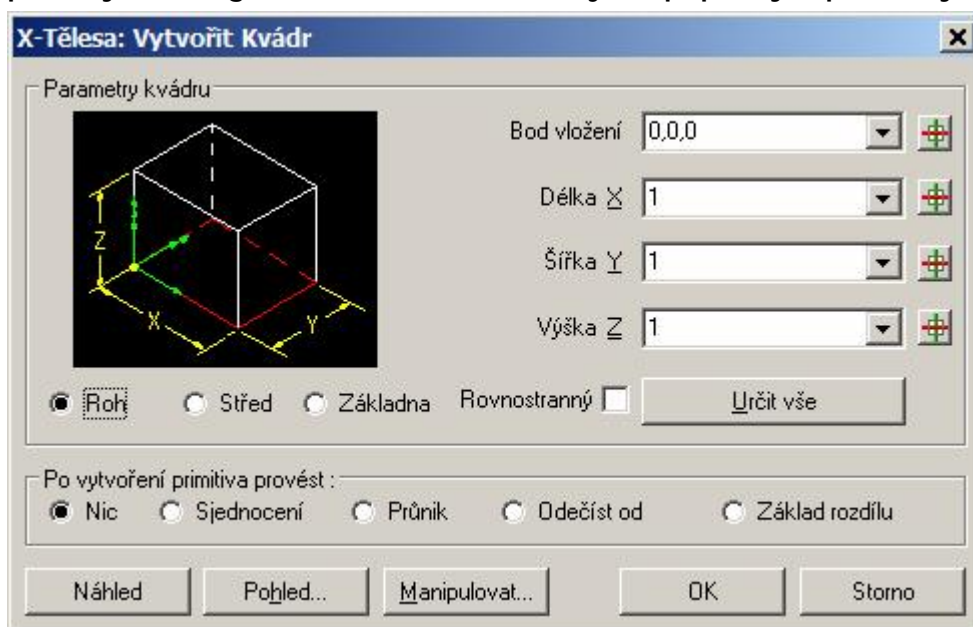 X-Tělesa: Vytvořit Kvádr
Parametry kvádru
Bod vložení 0,0,0
Délka X 1
Šířka Y 1
Výška Z 1
Z
X
Y
Roh Střed Základna Rovnostranný Určit vše
Po vytvoření primitiva provést :
Nic Sjednocení Průnik Odečíst od Základ rozdílu
Náhled Pohled... Manipulovat... OK Storno